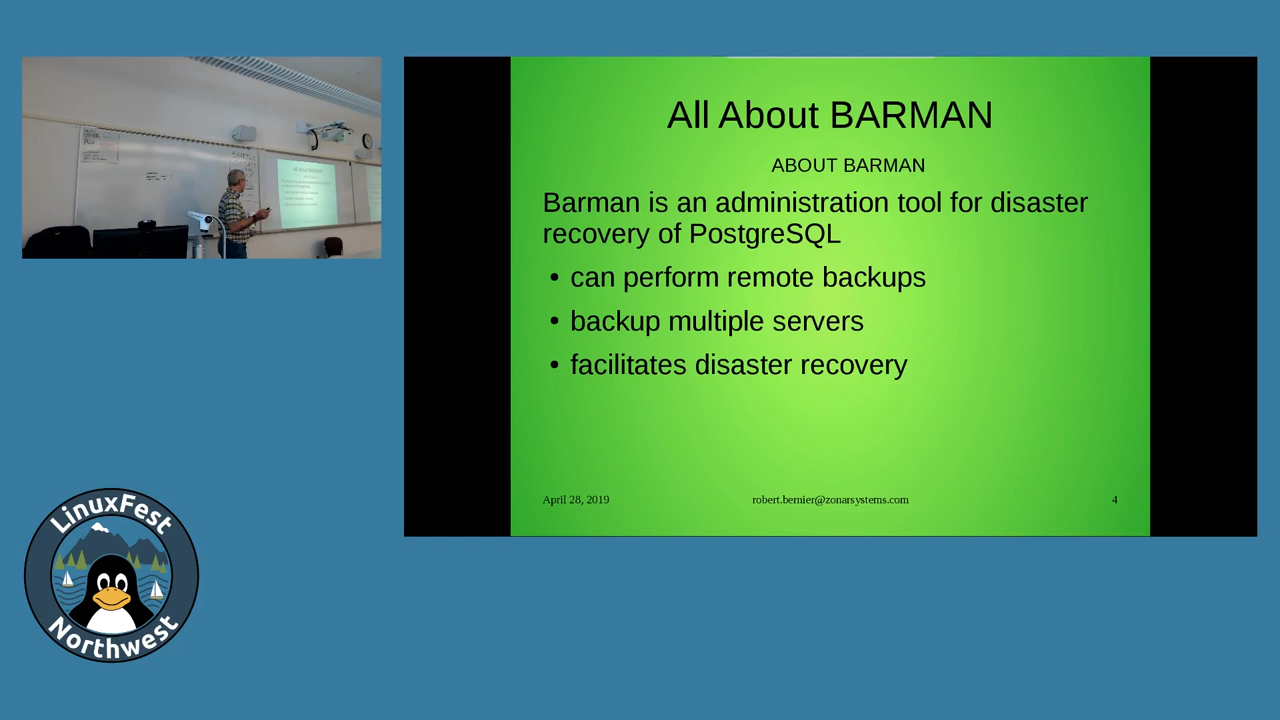 All About BARMAN
ABOUT BARMAN
Barman is an administration tool for disaster
recovery of PostgreSQL
• can perform remote backups
• backup multiple servers
• facilitates disaster recovery
April 28, 2019
robert.bernier@zonarsystems.com
4
LinuxFest
Northwest